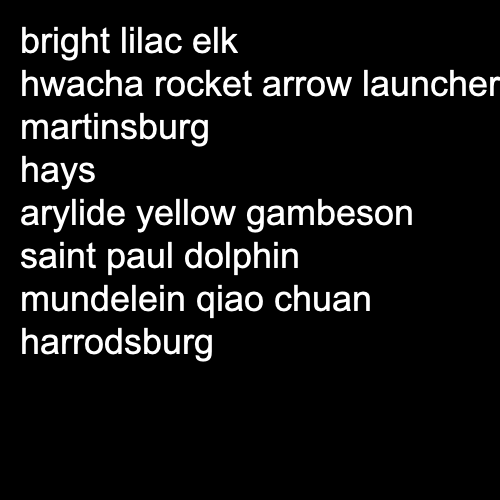 bright lilac elk
hwacha rocket arrow launcher
martinsburg
hays
arylide yellow gambeson
saint paul dolphin
mundelein qiao chuan
harrodsburg